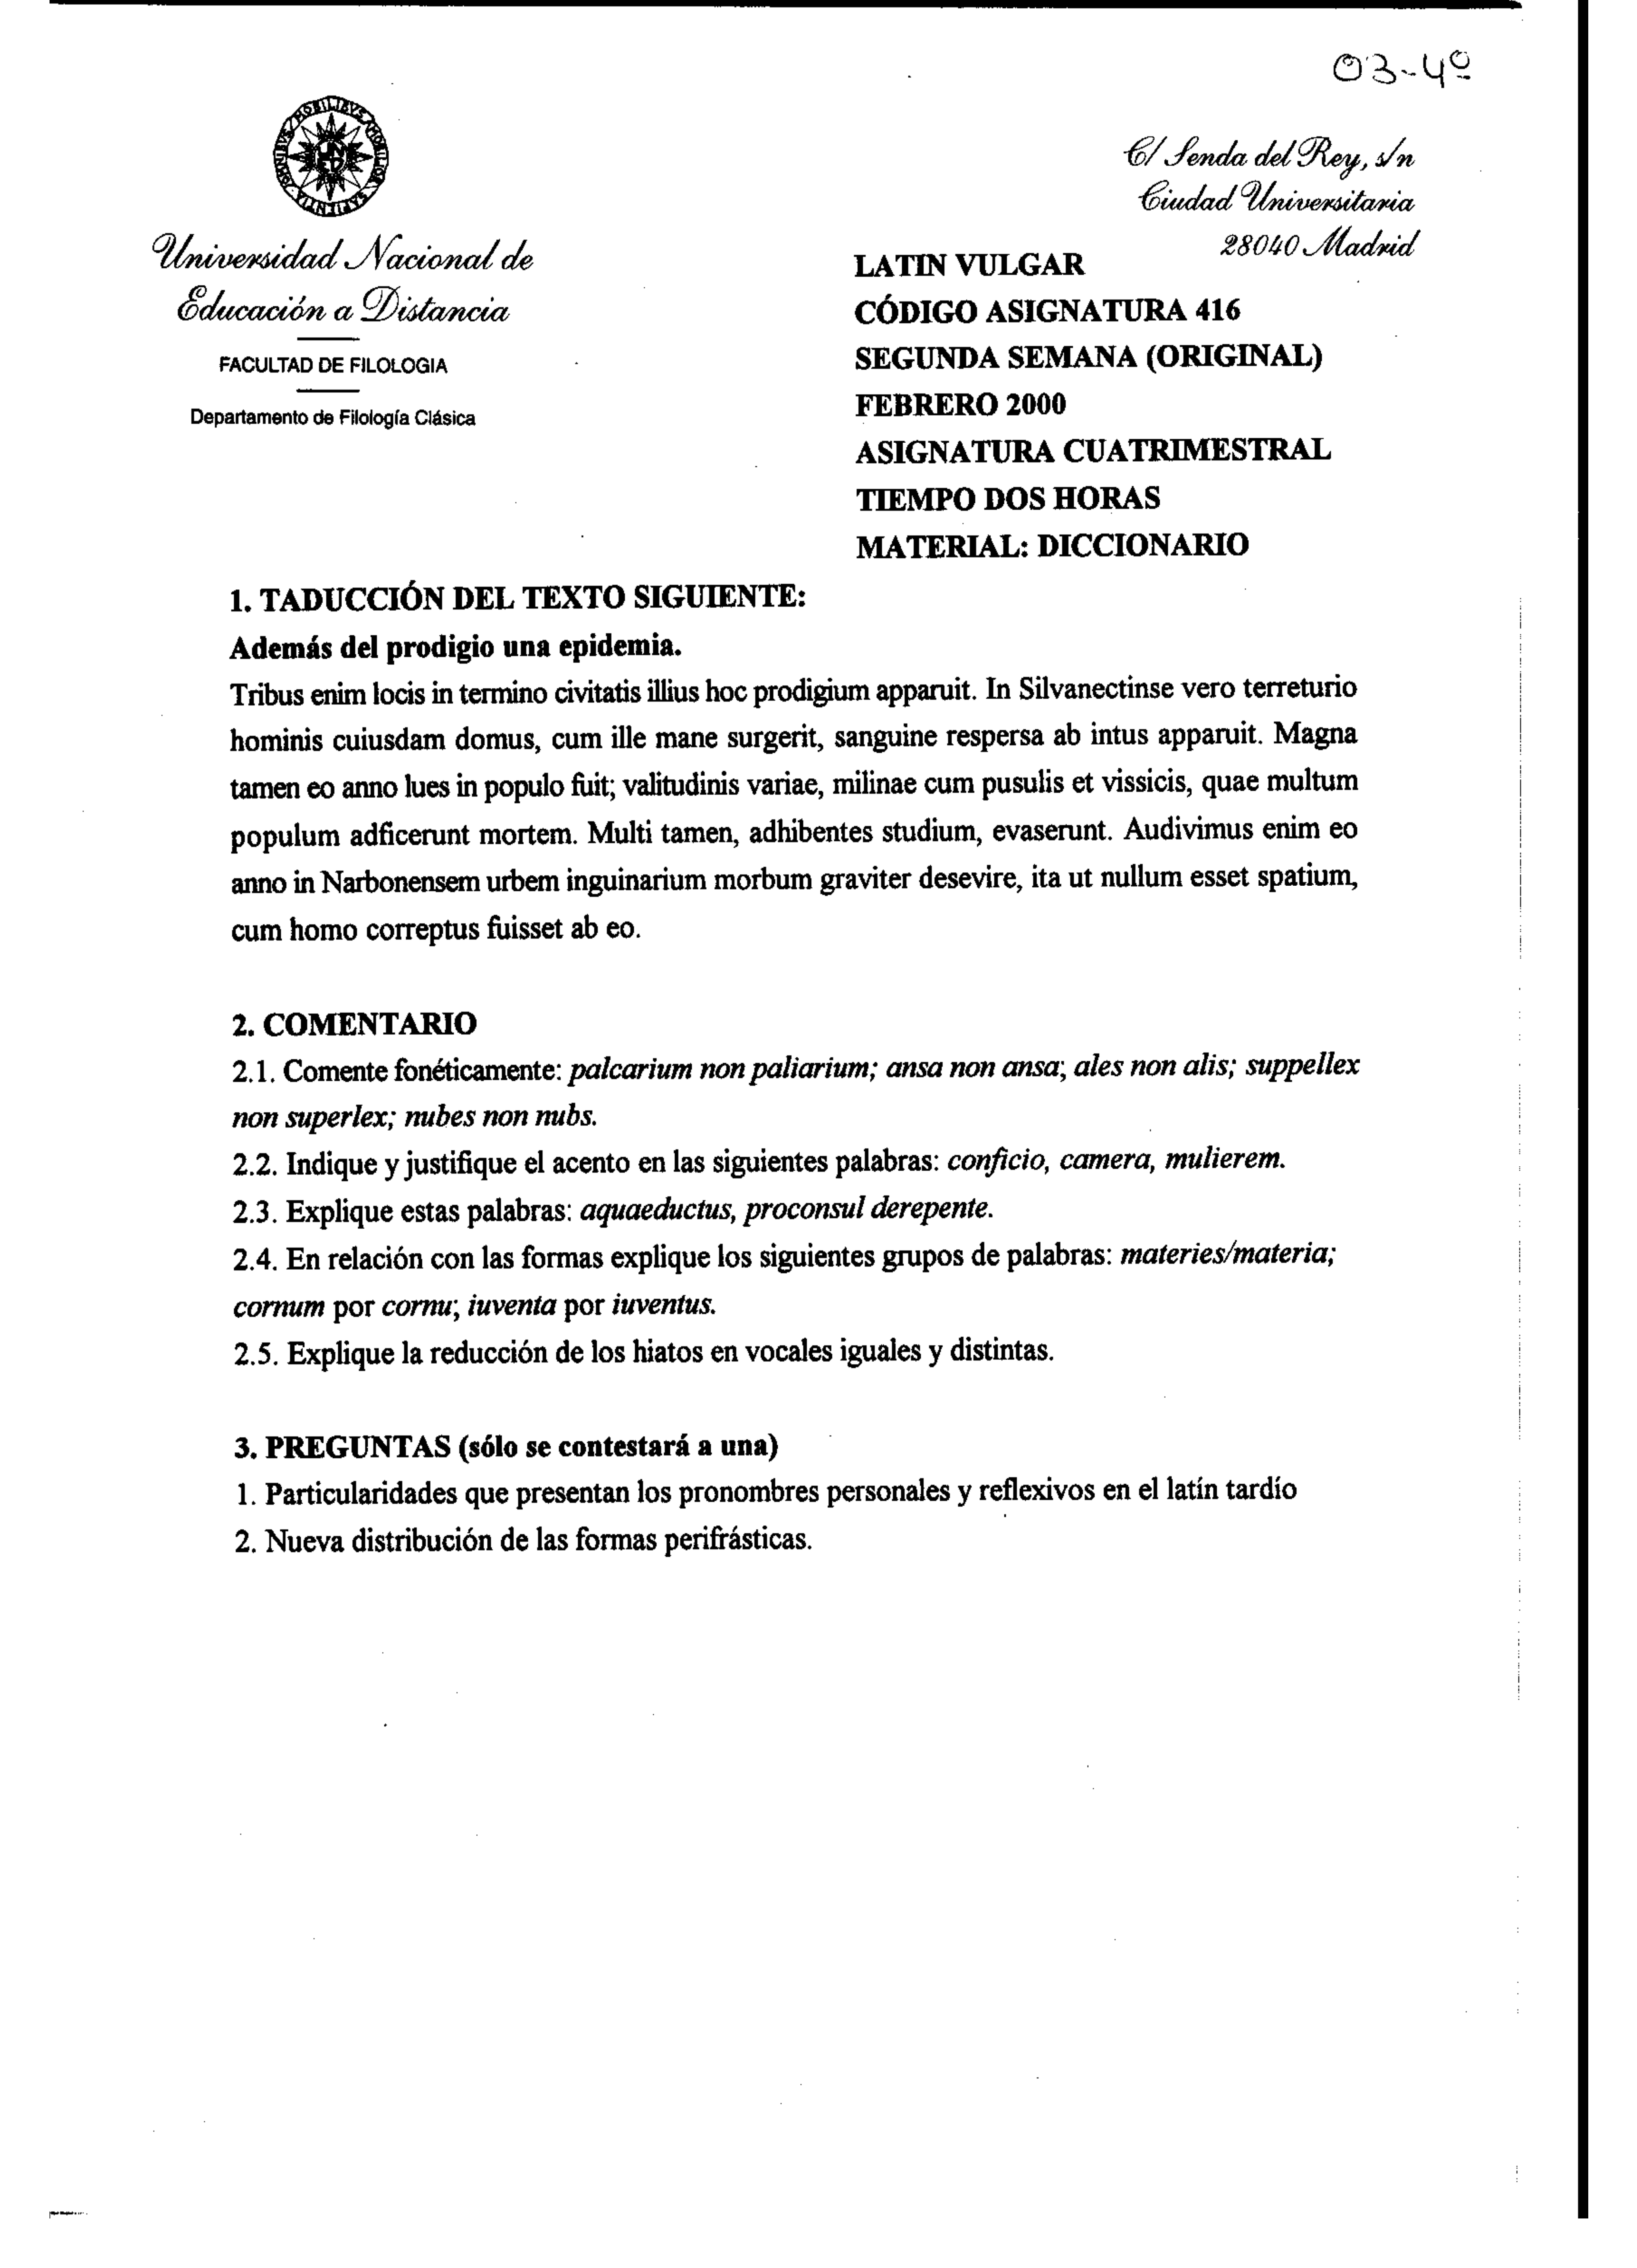 03-4º
C/ Senda del Rey, s/n
Ciudad Universitaria
28040 Madrid
OMNIBVS MOBILIBVS MOBILIOR SAPIENTIA
UNED
Universidad Nacional de
Educación a Distancia
FACULTAD DE FILOLOGIA
Departamento de Filología Clásica
LATIN VULGAR
CÓDIGO ASIGNATURA 416
SEGUNDA SEMANA (ORIGINAL)
FEBRERO 2000
ASIGNATURA CUATRIMESTRAL
TIEMPO DOS HORAS
MATERIAL: DICCIONARIO
1. TADUCCIÓN DEL TEXTO SIGUIENTE:
Además del prodigio una epidemia.
Tribus enim locis in termino civitatis illius hoc prodigium apparuit. In Silvanectinse vero terreturio
hominis cuiusdam domus, cum ille mane surgerit, sanguine respersa ab intus apparuit. Magna
tamen eo anno lues in populo fuit; valitudinis variae, milinae cum pusulis et vissicis, quae multum
populum adficerunt mortem. Multi tamen, adhibentes studium, evaserunt. Audivimus enim eo
anno in Narbonensem urbem inguinarium morbum graviter desevire, ita ut nullum esset spatium,
cum homo correptus fuisset ab eo.
2. COMENTARIO
2.1. Comente fonéticamente: palcarium non paliarium; ansa non ansa; ales non alis; suppellex
non superlex; nubes non nubs.
2.2. Indique y justifique el acento en las siguientes palabras: conficio, camera, mulierem.
2.3. Explique estas palabras: aquaeductus, proconsul derepente.
2.4. En relación con las formas explique los siguientes grupos de palabras: materies/materia;
cornum por cornu; iuventa por iuventus.
2.5. Explique la reducción de los hiatos en vocales iguales y distintas.
3. PREGUNTAS (sólo se contestará a una)
1. Particularidades que presentan los pronombres personales y reflexivos en el latín tardío
2. Nueva distribución de las formas perifrásticas.